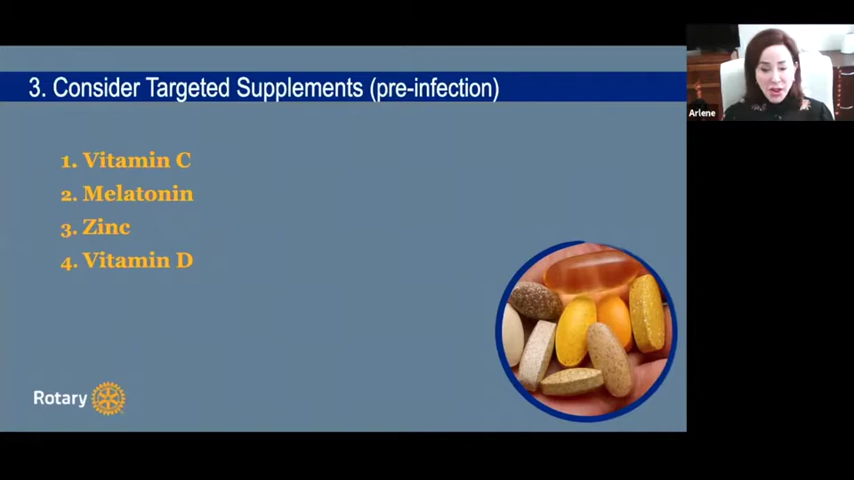 3. Consider Targeted Supplements (pre-infection)
Arlene
1. Vitamin C
2. Melatonin
3. Zinc
4. Vitamin D
Rotary